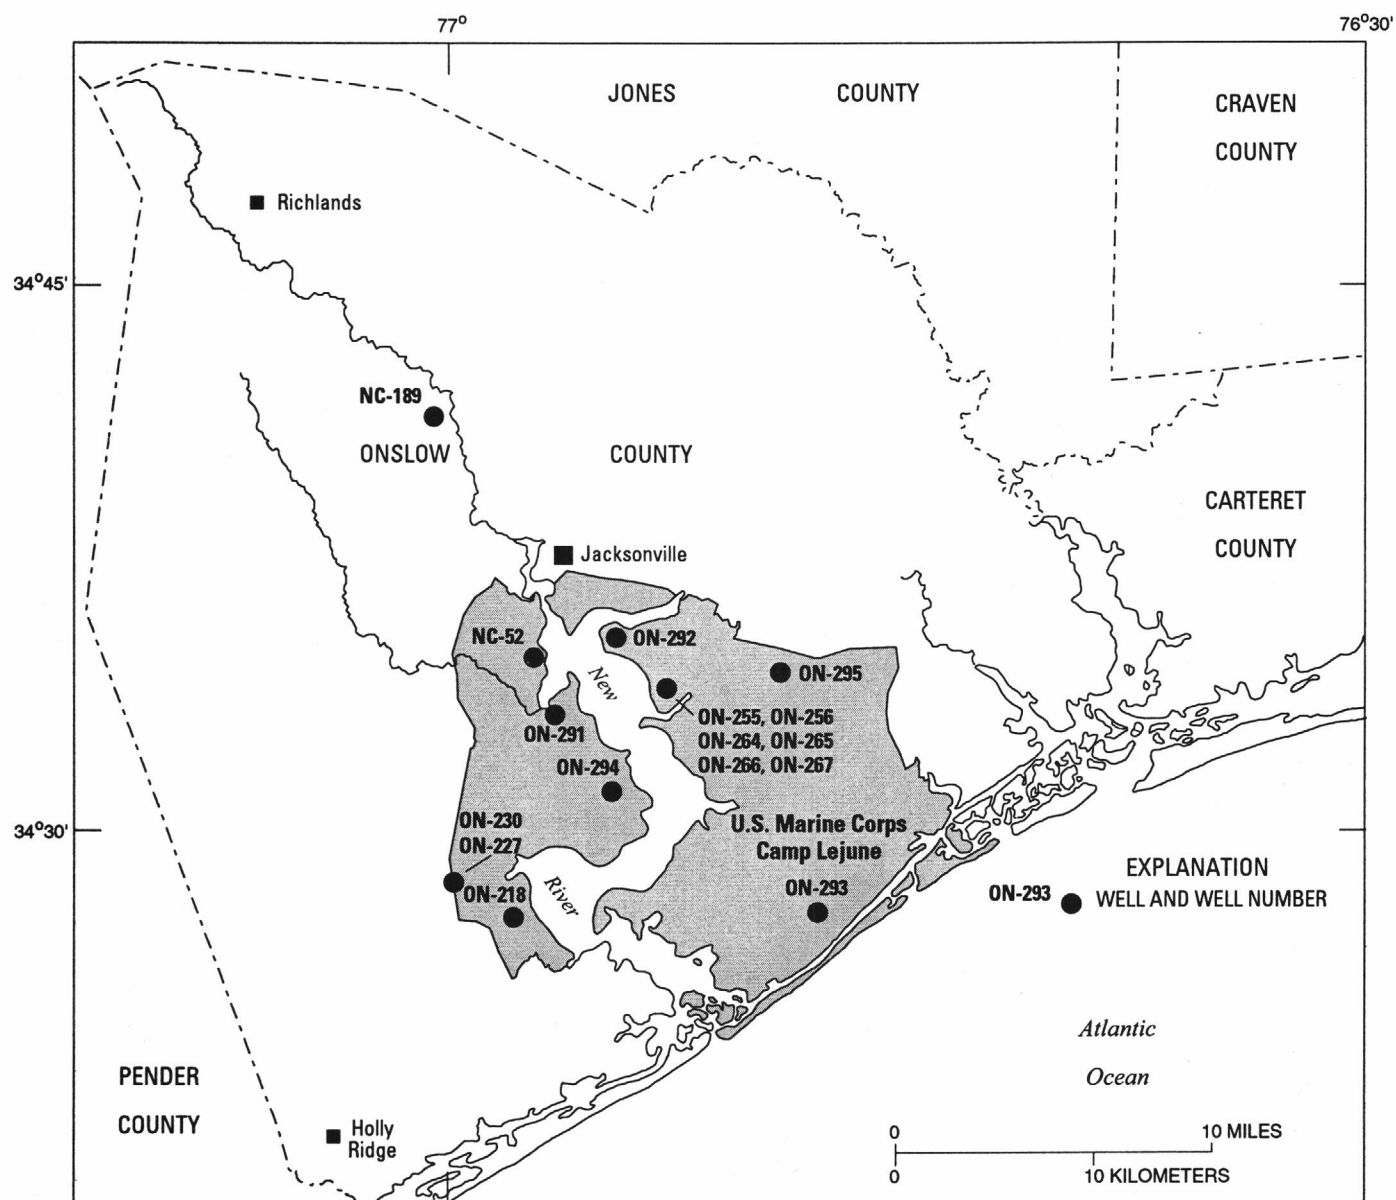 77°
76°30'
JONES COUNTY
CRAVEN
COUNTY
Richlands
34°45'
NC-189
ONSLOW COUNTY
CARTERET
COUNTY
Jacksonville
NC-52
ON-292
New
ON-295
ON-255, ON-256
ON-264, ON-265
ON-266, ON-267
ON-291
ON-294
34°30'
ON-230
ON-227
U.S. Marine Corps
Camp Lejune
ON-218
River
ON-293
EXPLANATION
ON-293 WELL AND WELL NUMBER
Atlantic
Ocean
PENDER
COUNTY
Holly
Ridge
0 10 MILES
0 10 KILOMETERS